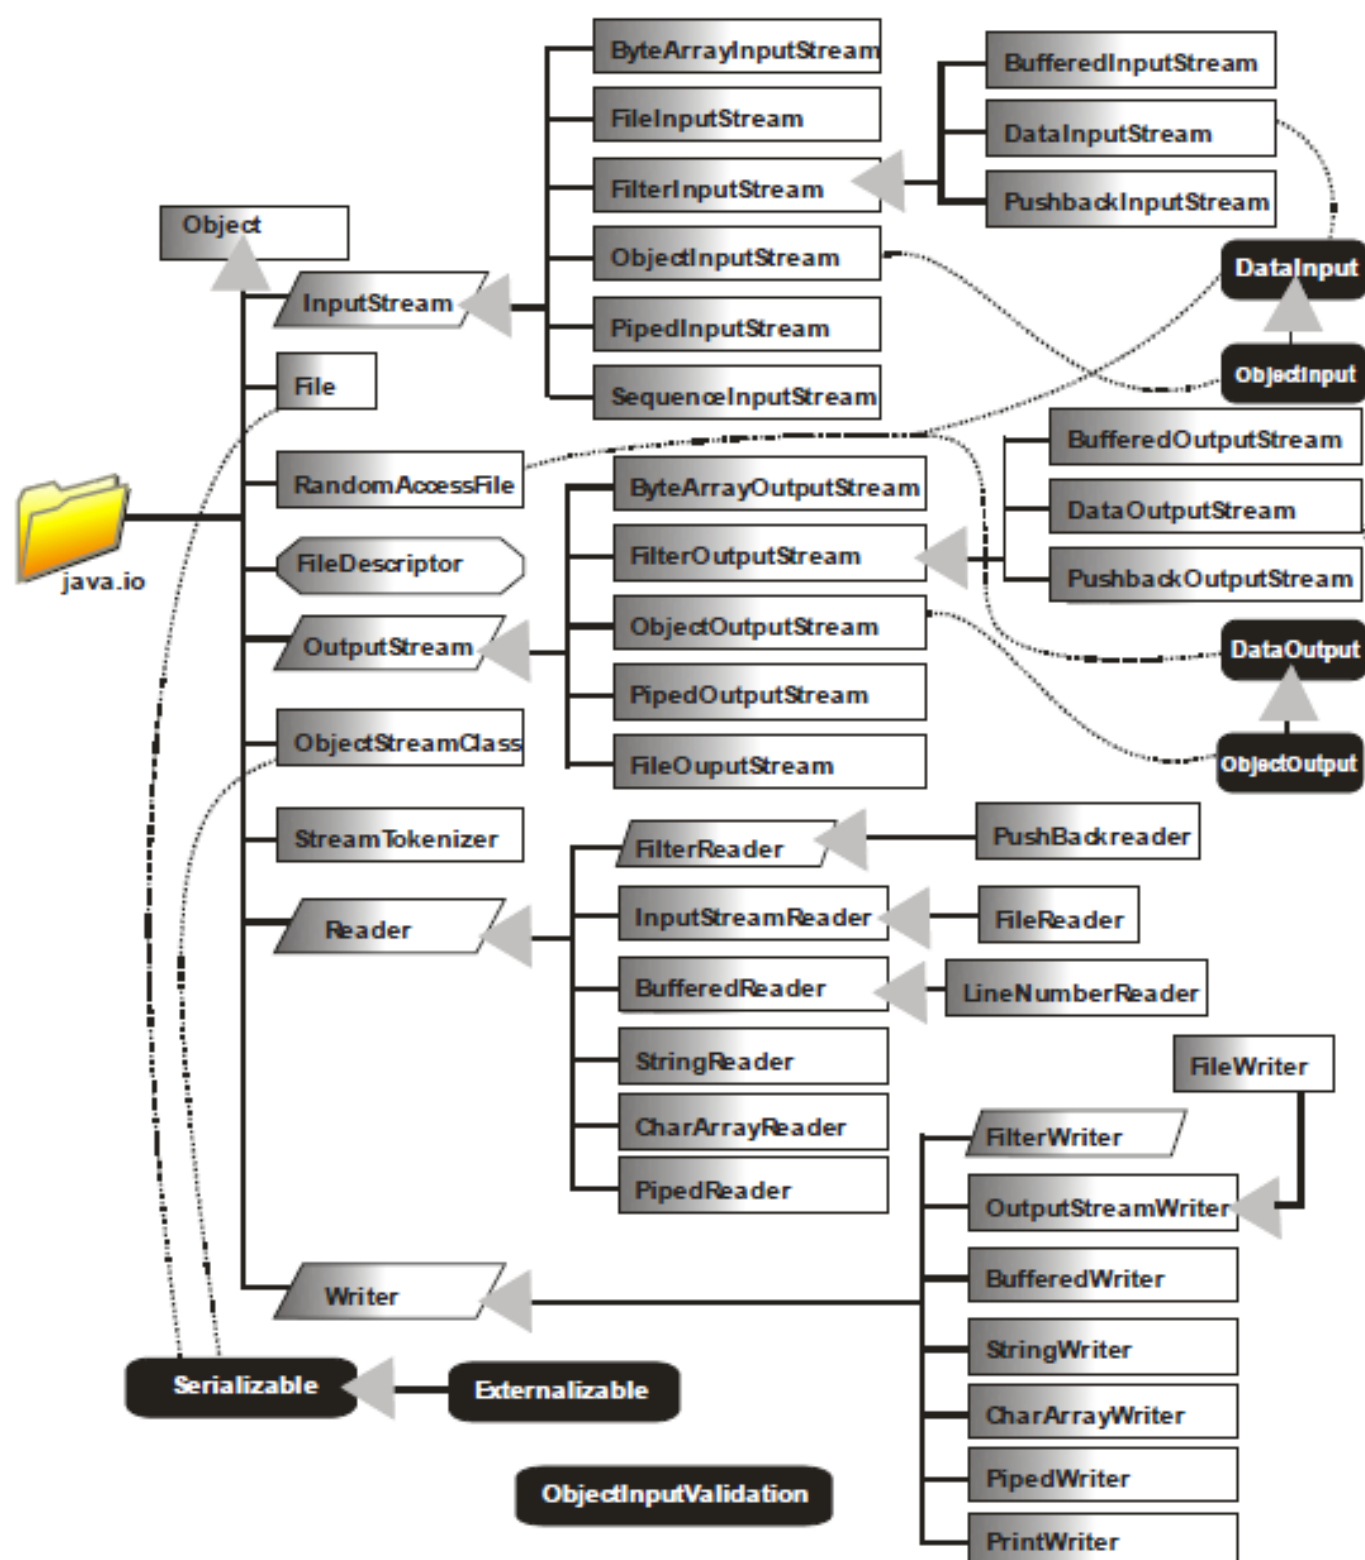 Object
InputStream
File
RandomAccessFile
FileDescriptor
OutputStream
ObjectStreamClass
StreamTokenizer
Reader
Writer
java.io
ByteArrayInputStream
FileInputStream
FilterInputStream
ObjectInputStream
PipedInputStream
SequenceInputStream
BufferedInputStream
DataInputStream
PushbackInputStream
DataInput
ObjectInput
ByteArrayOutputStream
FilterOutputStream
ObjectOutputStream
PipedOutputStream
FileOuputStream
BufferedOutputStream
DataOutputStream
PushbackOutputStream
DataOutput
ObjectOutput
FilterReader
InputStreamReader
BufferedReader
StringReader
CharArrayReader
PipedReader
PushBackreader
FileReader
LineNumberReader
FileWriter
FilterWriter
OutputStreamWriter
BufferedWriter
StringWriter
CharArrayWriter
PipedWriter
PrintWriter
Serializable
Externalizable
ObjectInputValidation